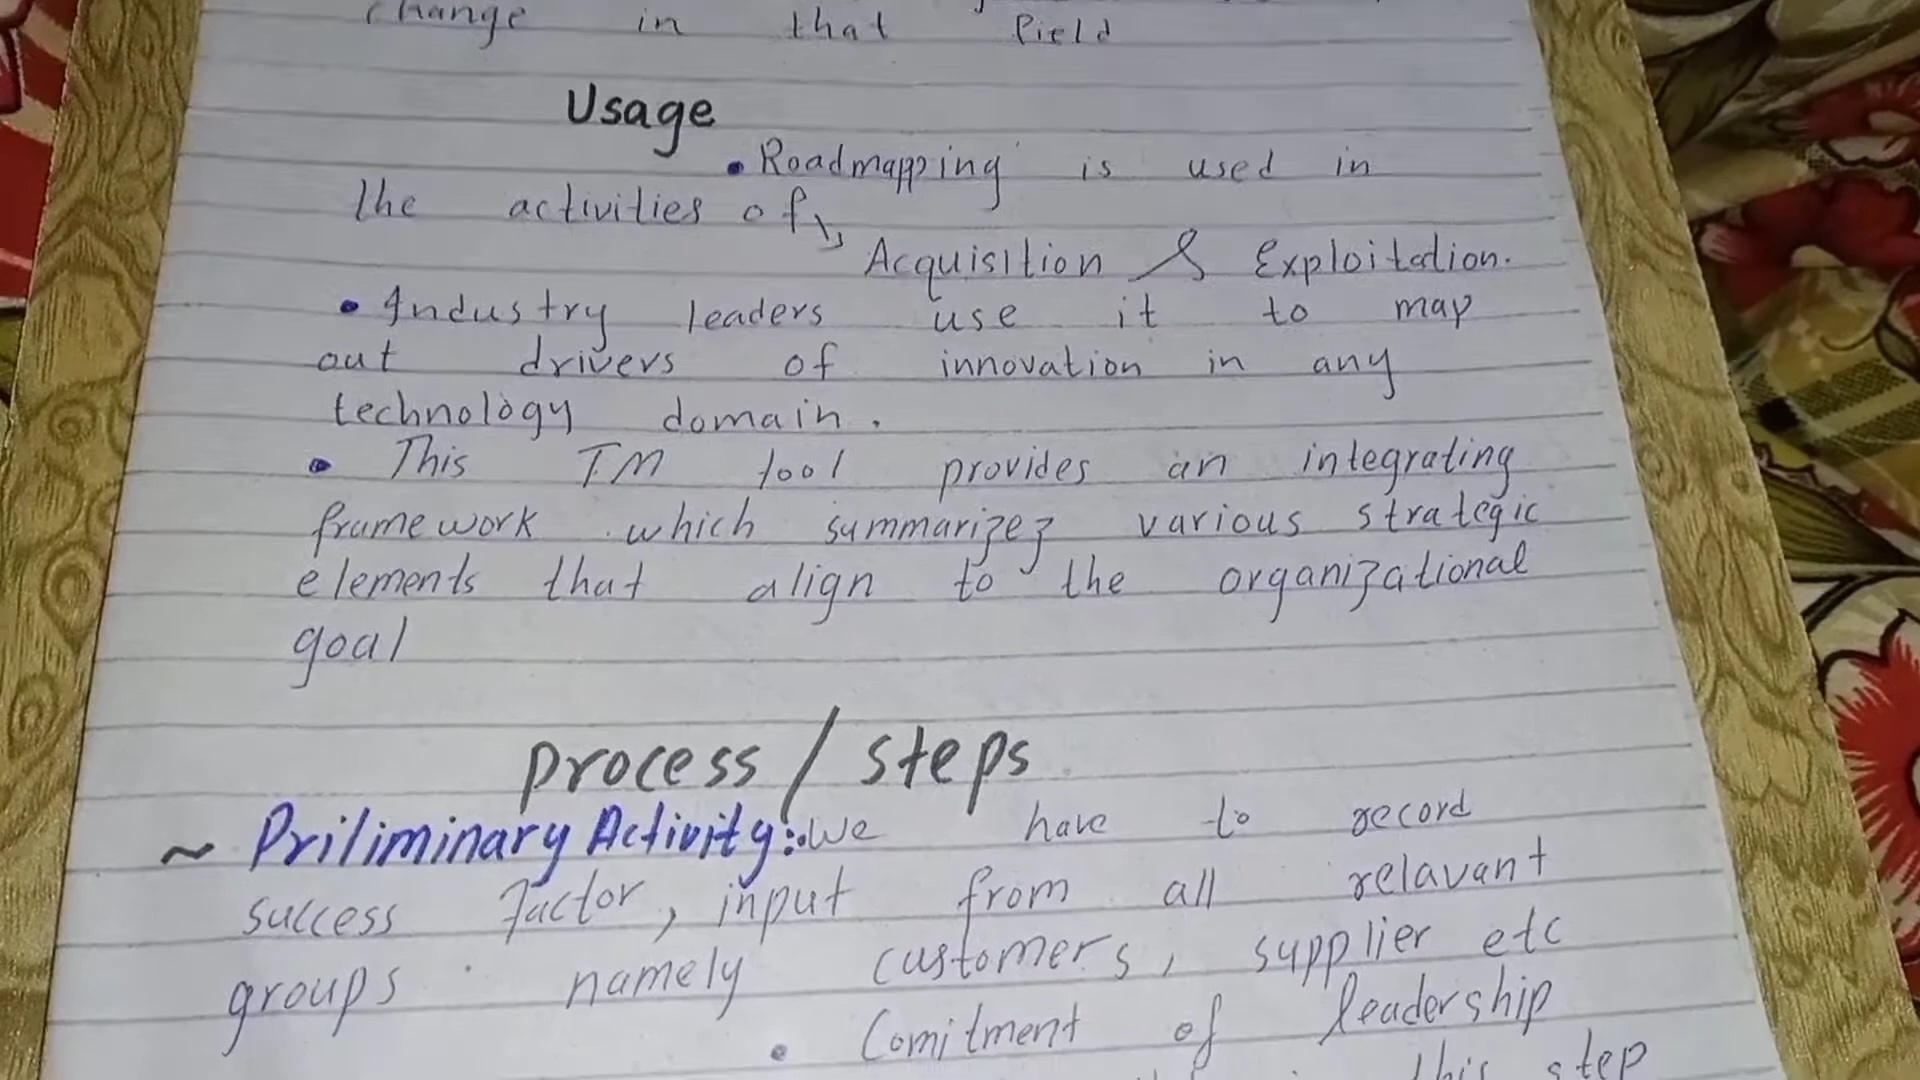 change in that field
Usage
• Roadmapping is used in
the activities of
Acquisition & Exploitation.
• Industry leaders use it to map
out drivers of innovation in any
technology domain.
• This TM tool provides an integrating
framework which summarizez various strategic
elements that align to the organizational
goal
process / steps
~ Priliminary Activity:. we have to record
success factor, input from all relavant
groups namely customers, supplier etc
• Comitment of leadership
this step